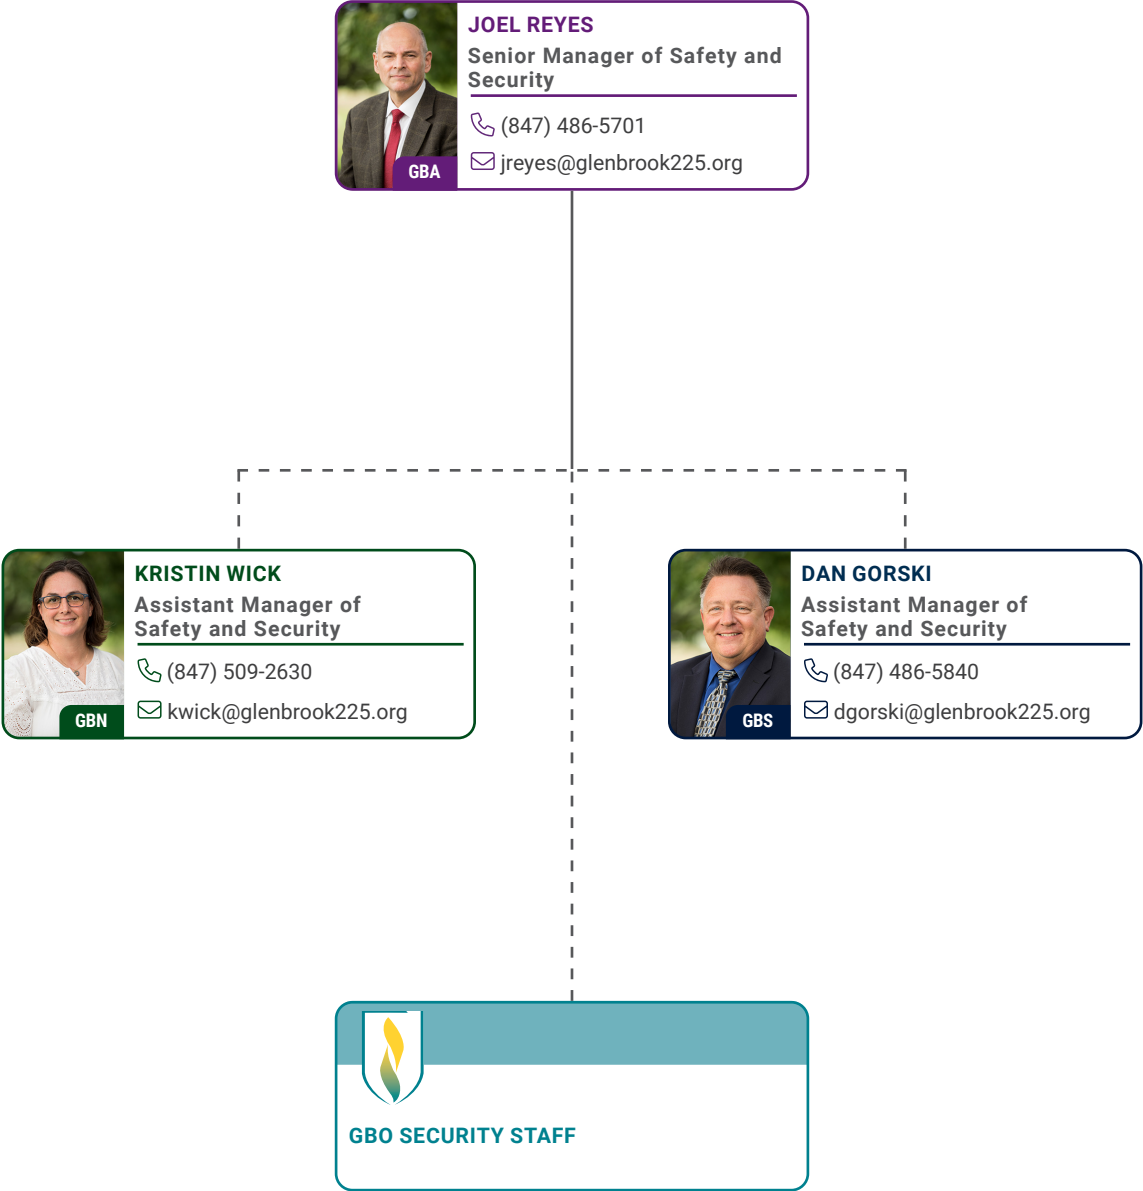 JOEL REYES
Senior Manager of Safety and
Security
(847) 486-5701
jreyes@glenbrook225.org
GBA
KRISTIN WICK
Assistant Manager of
Safety and Security
(847) 509-2630
kwick@glenbrook225.org
GBN
DAN GORSKI
Assistant Manager of
Safety and Security
(847) 486-5840
dgorski@glenbrook225.org
GBS
GBO SECURITY STAFF